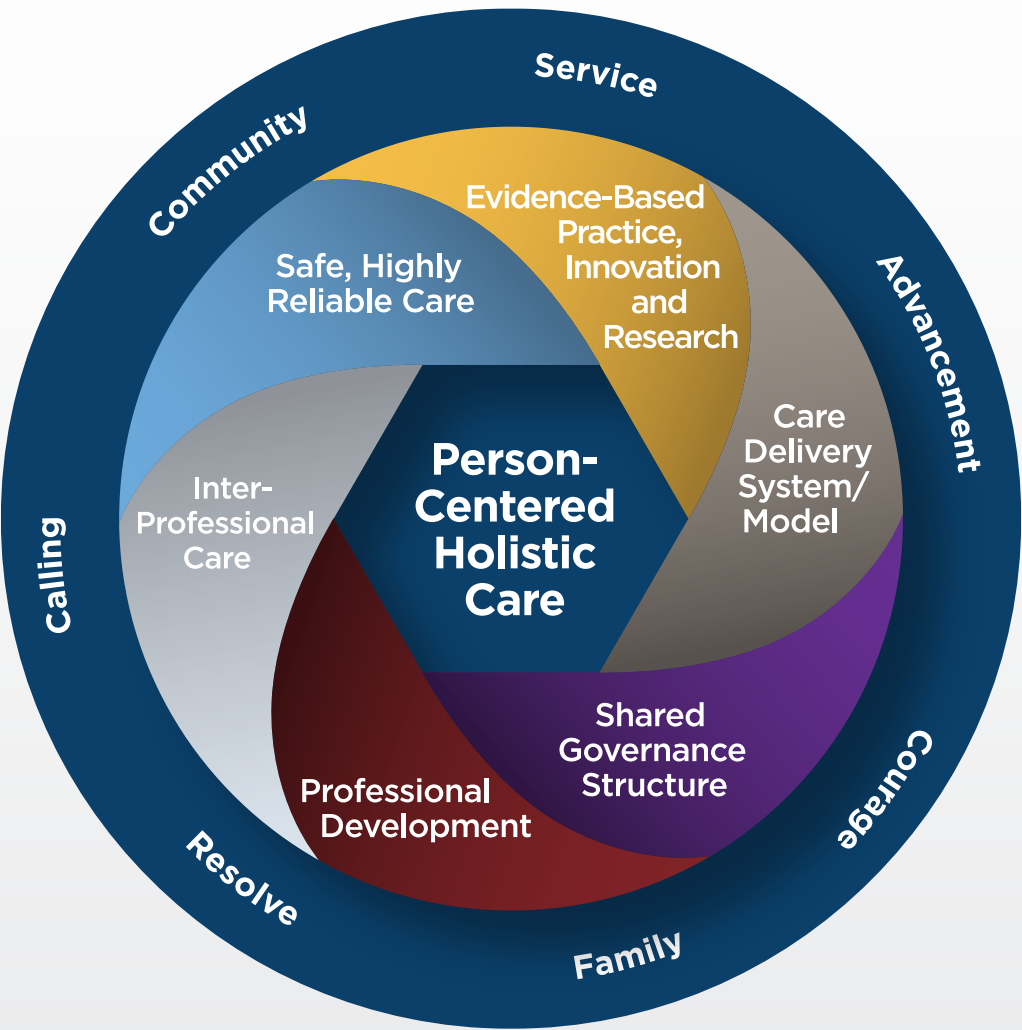 Service
Advancement
Courage
Family
Resolve
Calling
Community
Evidence-Based
Practice,
Innovation
and
Research
Care
Delivery
System/
Model
Shared
Governance
Structure
Professional
Development
Inter-
Professional
Care
Safe, Highly
Reliable Care
Person-
Centered
Holistic
Care